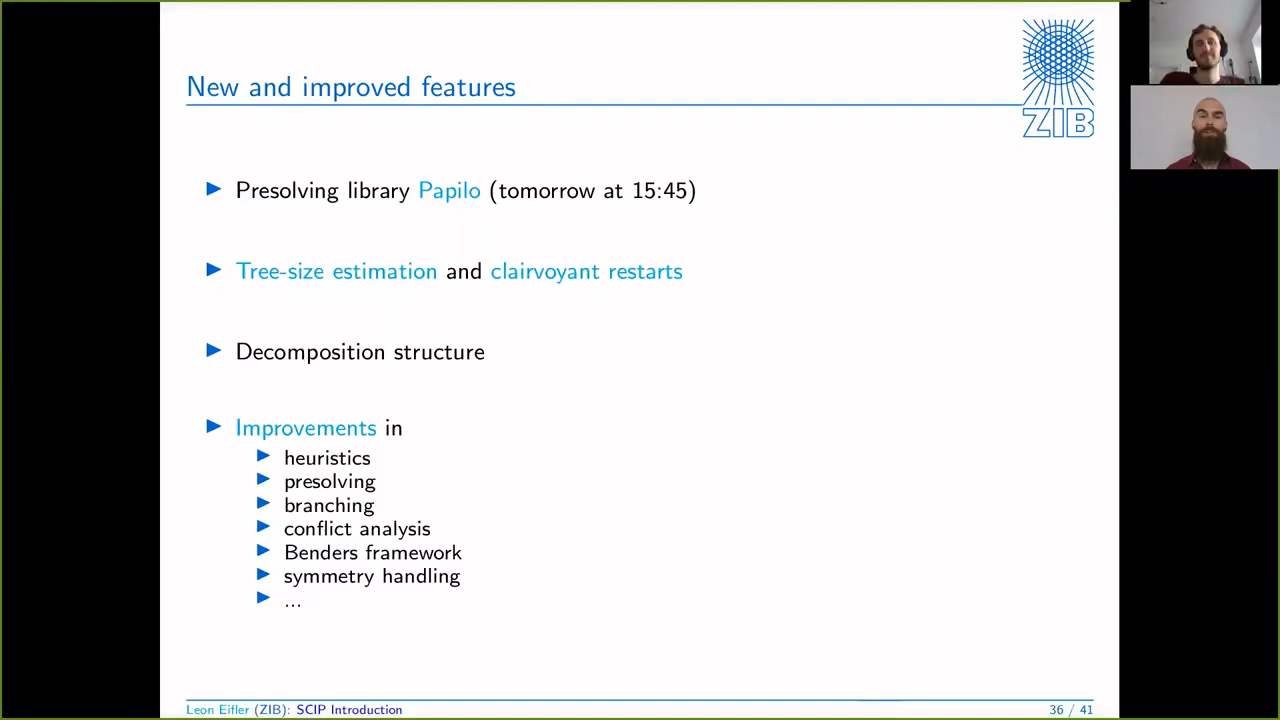 New and improved features
ZIB
Presolving library Papilo (tomorrow at 15:45)
Tree-size estimation and clairvoyant restarts
Decomposition structure
Improvements in
heuristics
presolving
branching
conflict analysis
Benders framework
symmetry handling
...
Leon Eifler (ZIB): SCIP Introduction
36 / 41